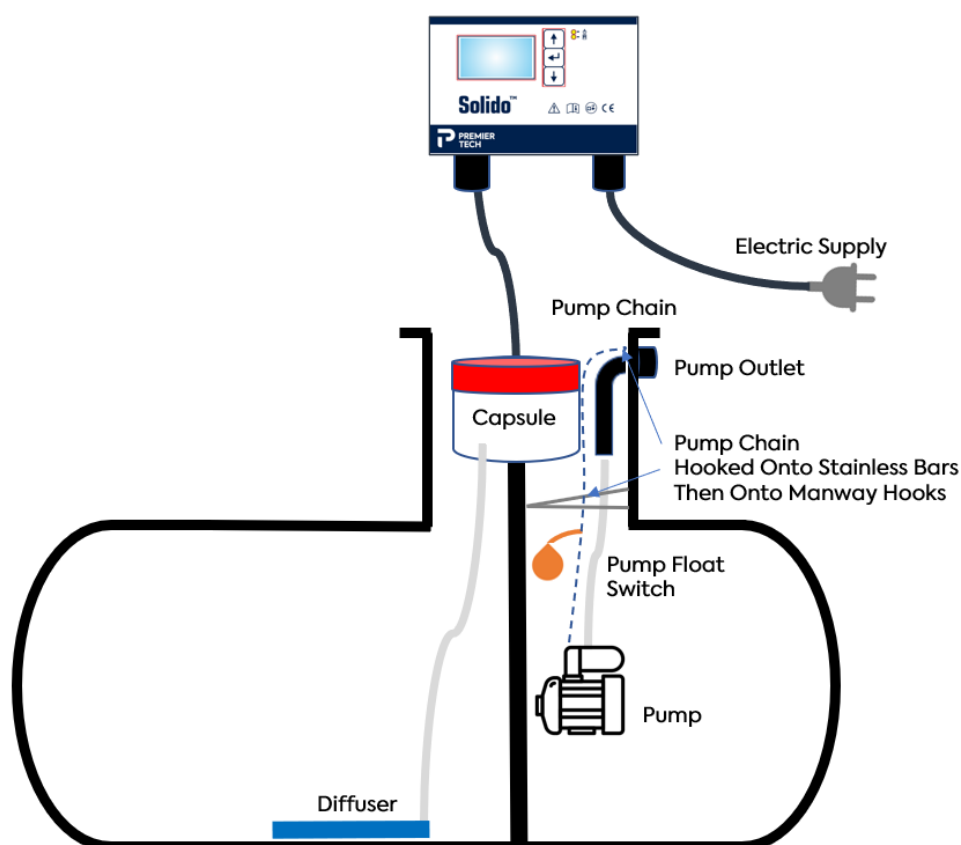 Solido™
PREMIER
TECH
Electric Supply
Pump Chain
Pump Outlet
Capsule
Pump Chain
Hooked Onto Stainless Bars
Then Onto Manway Hooks
Pump Float
Switch
Pump
Diffuser